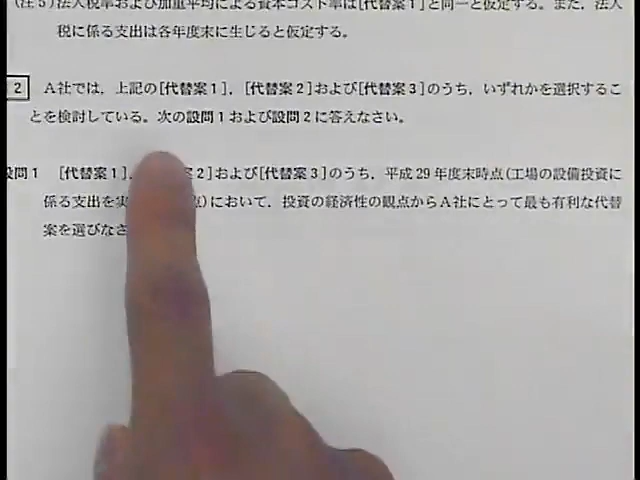 (注5)法人税率および加重平均による資本コスト率は[代替案1]と同一と仮定する。また，法人
税に係る支出は各年度末に生じると仮定する。
2 A社では，上記の[代替案1]，[代替案2]および[代替案3]のうち，いずれかを選択するこ
とを検討している。次の設問1および設問2に答えなさい。
設問1 [代替案1]， 案2]および[代替案3]のうち，平成29年度末時点(工場の設備投資に
係る支出を実 )において，投資の経済性の観点からA社にとって最も有利な代替
案を選びなさ